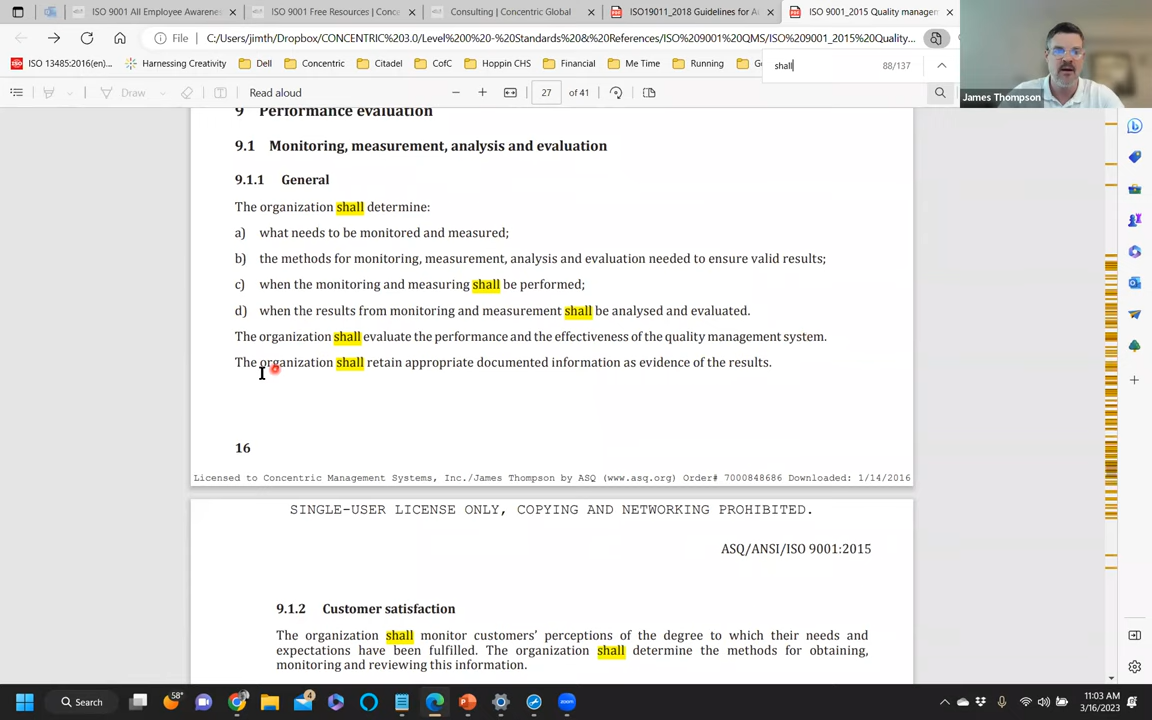 ISO 9001 All Employee Awarene
ISO 9001 Free Resources | Conce
Consulting | Concentric Global
ISO19011_2018 Guidelines for Au
ISO 9001_2015 Quality managem
File
C:/Users/jimth/Dropbox/CONCENTRIC%203.0/Level%200%20-%20Standards%20&%20References/ISO%209001%20QMS/ISO%209001_2015%20Quality...
ISO 13485:2016(en)...
Harnessing Creativity
Dell
Concentric
Citadel
CofC
Hoppin CHS
Financial
Me Time
Running
shall
88/137
Draw
Read aloud
27
of 41
James Thompson
9 Performance evaluation
9.1 Monitoring, measurement, analysis and evaluation
9.1.1 General
The organization shall determine:
a) what needs to be monitored and measured;
b) the methods for monitoring, measurement, analysis and evaluation needed to ensure valid results;
c) when the monitoring and measuring shall be performed;
d) when the results from monitoring and measurement shall be analysed and evaluated.
The organization shall evaluate the performance and the effectiveness of the quality management system.
The organization shall retain appropriate documented information as evidence of the results.
16
Licensed to Concentric Management Systems, Inc./James Thompson by ASQ (www.asq.org) Order# 7000848686 Downloaded: 1/14/2016
SINGLE-USER LICENSE ONLY, COPYING AND NETWORKING PROHIBITED.
ASQ/ANSI/ISO 9001:2015
9.1.2 Customer satisfaction
The organization shall monitor customers' perceptions of the degree to which their needs and
expectations have been fulfilled. The organization shall determine the methods for obtaining,
monitoring and reviewing this information.
Search
58°
4
11:03 AM
3/16/2023